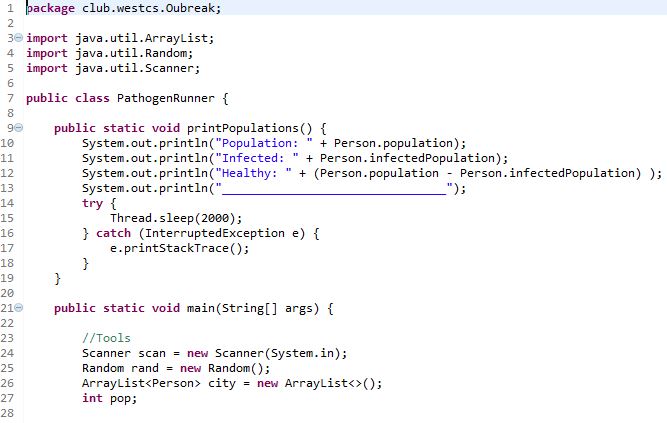 1 package club.westcs.Oubreak;
2
3 import java.util.ArrayList;
4 import java.util.Random;
5 import java.util.Scanner;
6
7 public class PathogenRunner {
8
9 public static void printPopulations() {
10 System.out.println("Population: " + Person.population);
11 System.out.println("Infected: " + Person.infectedPopulation);
12 System.out.println("Healthy: " + (Person.population - Person.infectedPopulation) );
13 System.out.println("________________________________");
14 try {
15 Thread.sleep(2000);
16 } catch (InterruptedException e) {
17 e.printStackTrace();
18 }
19 }
20
21 public static void main(String[] args) {
22
23 //Tools
24 Scanner scan = new Scanner(System.in);
25 Random rand = new Random();
26 ArrayList<Person> city = new ArrayList<>();
27 int pop;
28